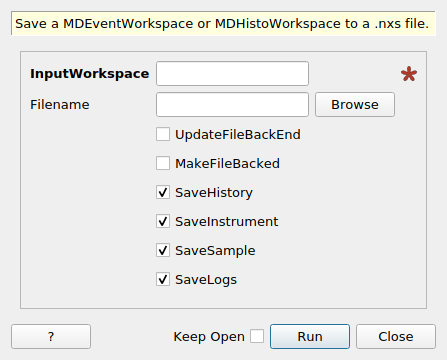 Save a MDEventWorkspace or MDHistoWorkspace to a .nxs file.
InputWorkspace
Filename Browse
UpdateFileBackEnd
MakeFileBacked
SaveHistory
SaveInstrument
SaveSample
SaveLogs
? Keep Open Run Close